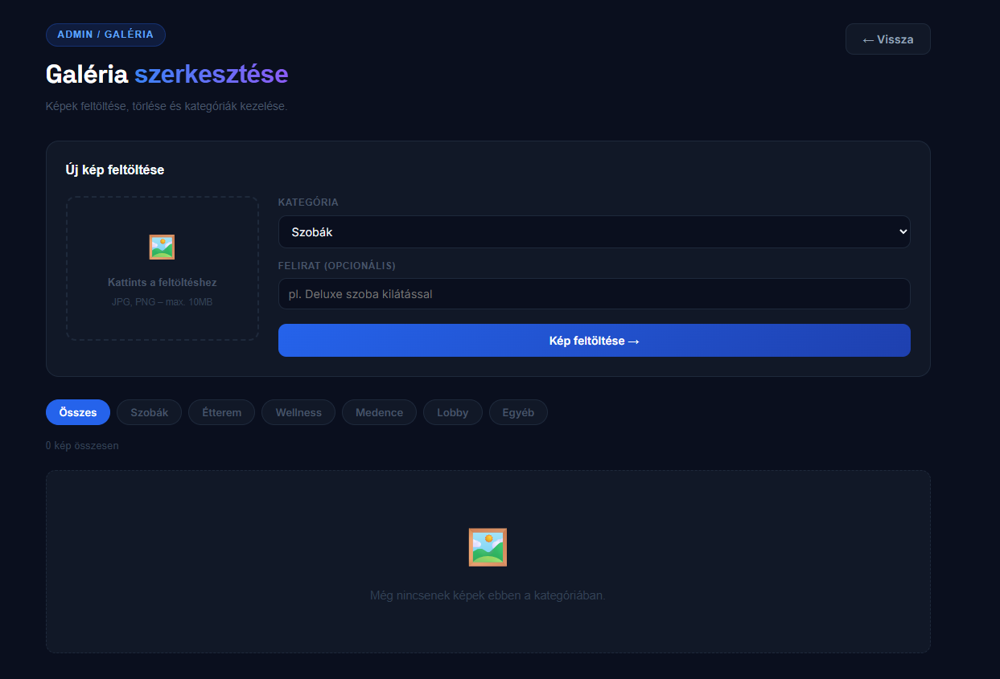 ADMIN / GALÉRIA
← Vissza
Galéria szerkesztése
Képek feltöltése, törlése és kategóriák kezelése.
Új kép feltöltése
Kattints a feltöltéshez
JPG, PNG – max. 10MB
KATEGÓRIA
Szobák
FELIRAT (OPCIONÁLIS)
pl. Deluxe szoba kilátással
Kép feltöltése →
Összes Szobák Étterem Wellness Medence Lobby Egyéb
0 kép összesen
Még nincsenek képek ebben a kategóriában.